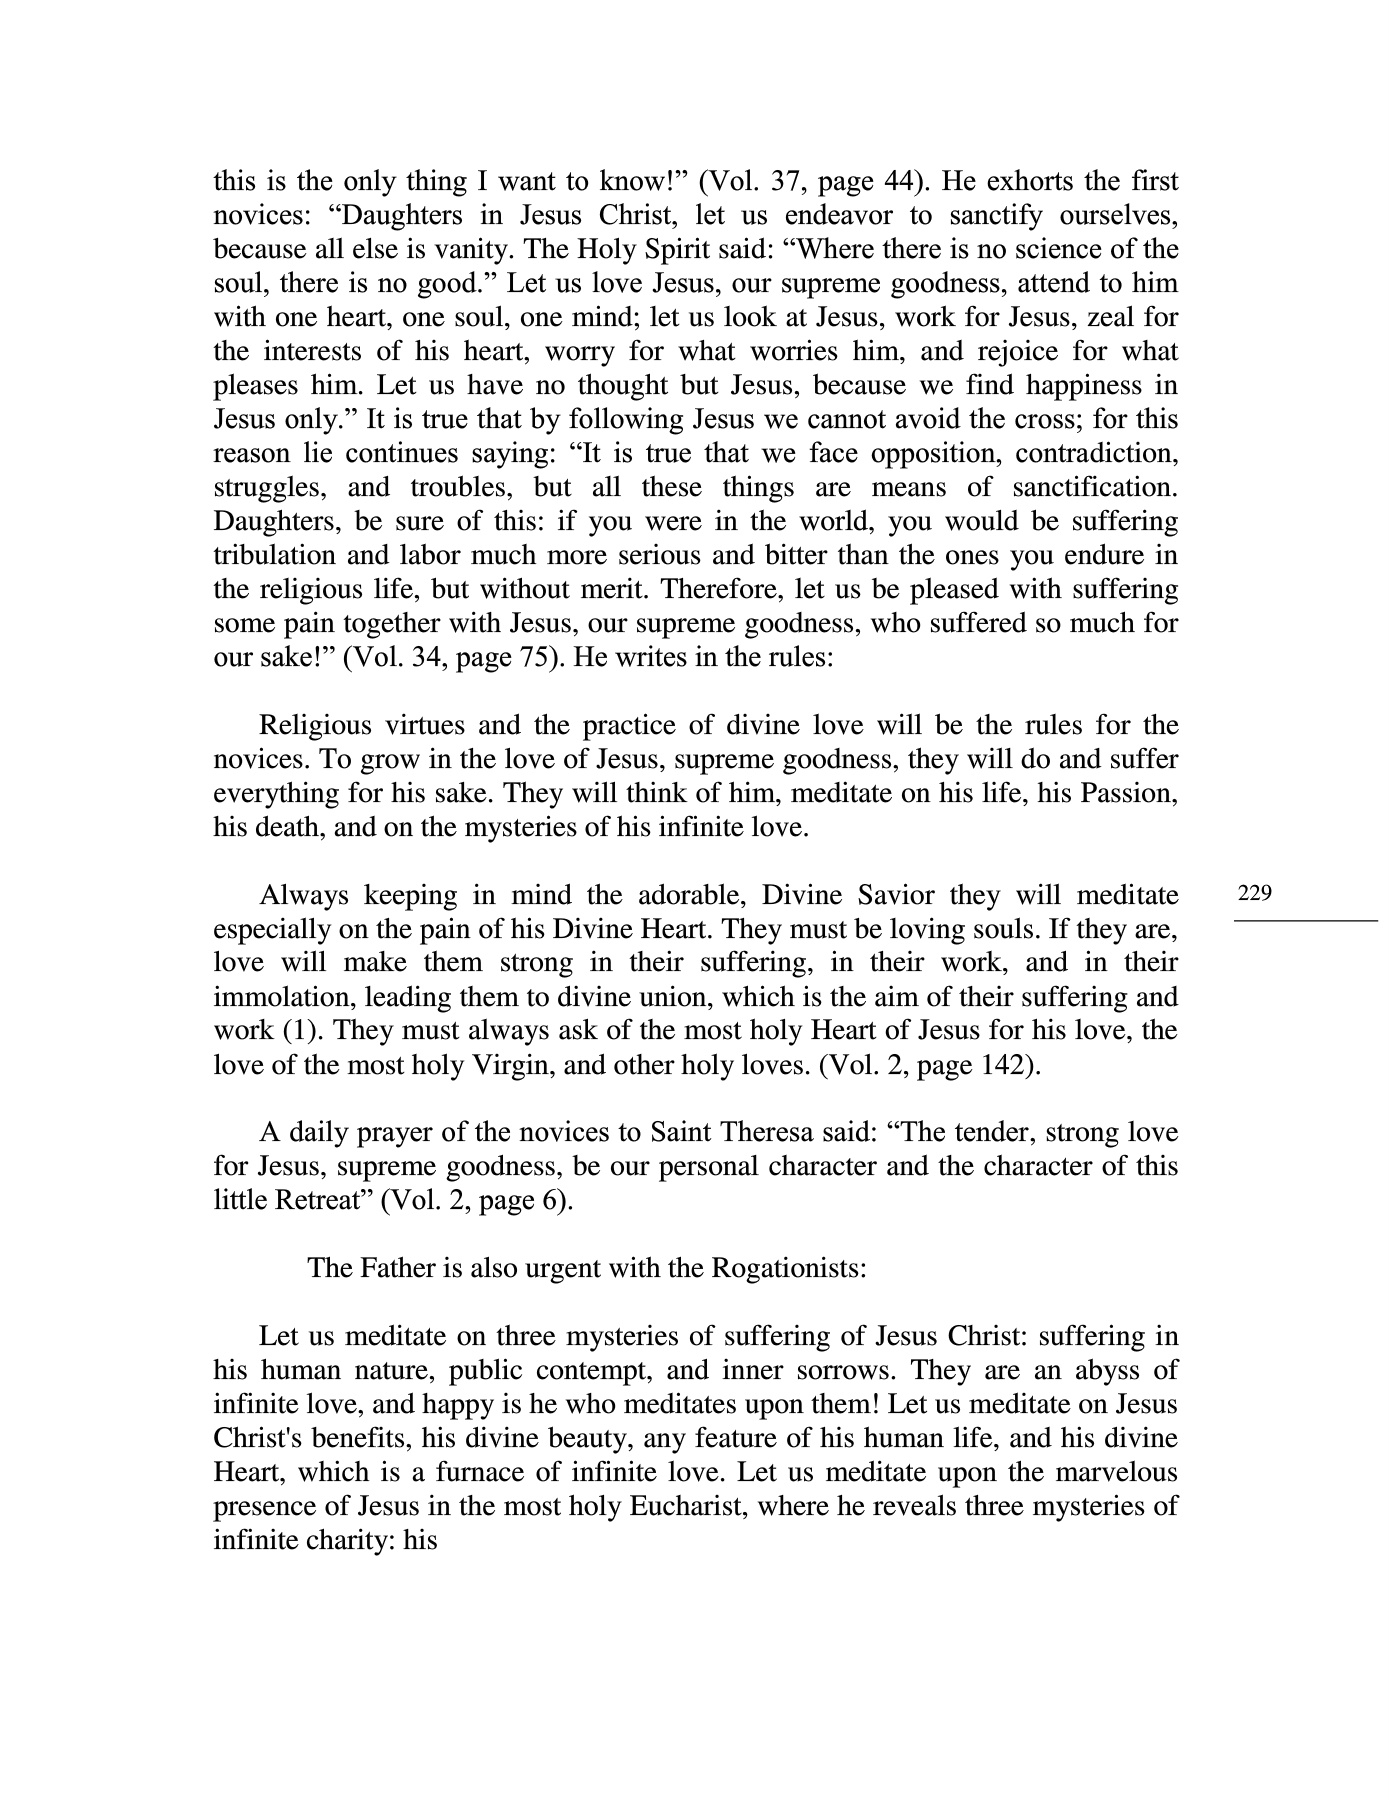 this is the only thing I want to know!” (Vol. 37, page 44). He exhorts the first
novices: “Daughters in Jesus Christ, let us endeavor to sanctify ourselves,
because all else is vanity. The Holy Spirit said: “Where there is no science of the
soul, there is no good.” Let us love Jesus, our supreme goodness, attend to him
with one heart, one soul, one mind; let us look at Jesus, work for Jesus, zeal for
the interests of his heart, worry for what worries him, and rejoice for what
pleases him. Let us have no thought but Jesus, because we find happiness in
Jesus only.” It is true that by following Jesus we cannot avoid the cross; for this
reason lie continues saying: “It is true that we face opposition, contradiction,
struggles, and troubles, but all these things are means of sanctification.
Daughters, be sure of this: if you were in the world, you would be suffering
tribulation and labor much more serious and bitter than the ones you endure in
the religious life, but without merit. Therefore, let us be pleased with suffering
some pain together with Jesus, our supreme goodness, who suffered so much for
our sake!” (Vol. 34, page 75). He writes in the rules:
Religious virtues and the practice of divine love will be the rules for the
novices. To grow in the love of Jesus, supreme goodness, they will do and suffer
everything for his sake. They will think of him, meditate on his life, his Passion,
his death, and on the mysteries of his infinite love.
Always keeping in mind the adorable, Divine Savior they will meditate
especially on the pain of his Divine Heart. They must be loving souls. If they are,
love will make them strong in their suffering, in their work, and in their
immolation, leading them to divine union, which is the aim of their suffering and
work (1). They must always ask of the most holy Heart of Jesus for his love, the
love of the most holy Virgin, and other holy loves. (Vol. 2, page 142).
229
A daily prayer of the novices to Saint Theresa said: “The tender, strong love
for Jesus, supreme goodness, be our personal character and the character of this
little Retreat” (Vol. 2, page 6).
The Father is also urgent with the Rogationists:
Let us meditate on three mysteries of suffering of Jesus Christ: suffering in
his human nature, public contempt, and inner sorrows. They are an abyss of
infinite love, and happy is he who meditates upon them! Let us meditate on Jesus
Christ's benefits, his divine beauty, any feature of his human life, and his divine
Heart, which is a furnace of infinite love. Let us meditate upon the marvelous
presence of Jesus in the most holy Eucharist, where he reveals three mysteries of
infinite charity: his